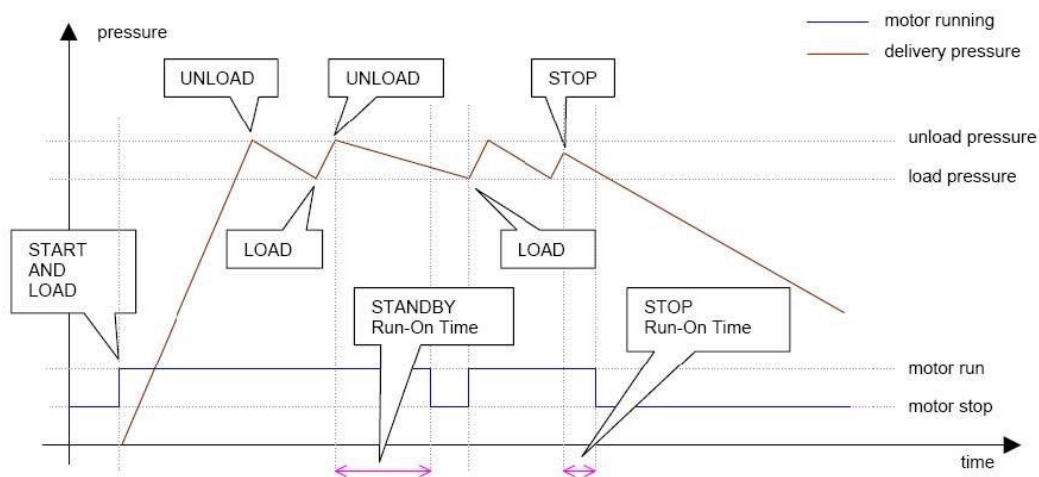 pressure
motor running
delivery pressure
UNLOAD
UNLOAD
STOP
unload pressure
load pressure
START
AND
LOAD
LOAD
LOAD
STANDBY
Run-On Time
STOP
Run-On Time
motor run
motor stop
time